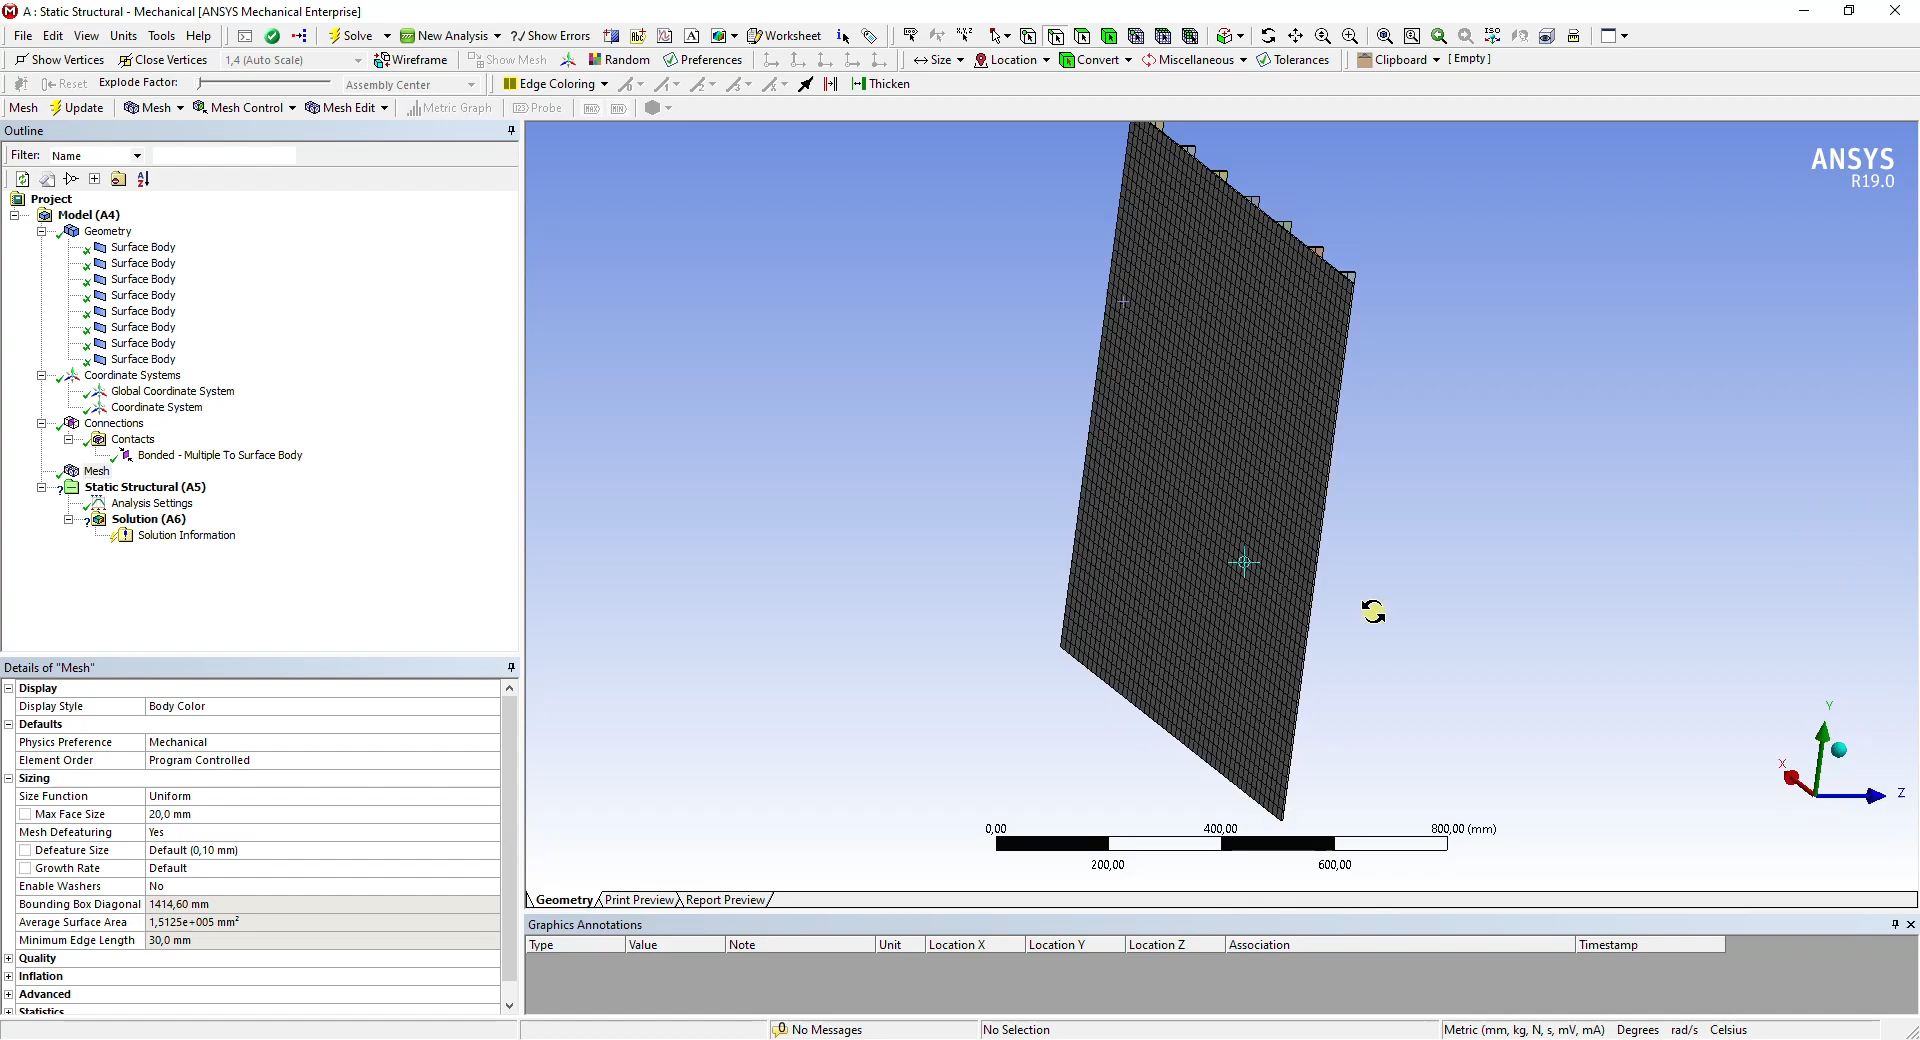 A : Static Structural - Mechanical [ANSYS Mechanical Enterprise]
File Edit View Units Tools Help Solve New Analysis Show Errors Worksheet
Show Vertices Close Vertices 1,4 (Auto Scale) Wireframe Show Mesh Random Preferences Size Location Convert Miscellaneous Tolerances Clipboard [ Empty ]
Reset Explode Factor: Assembly Center Edge Coloring Thicken
Mesh Update Mesh Mesh Control Mesh Edit Metric Graph Probe
Outline
Filter: Name
Project
Model (A4)
Geometry
Surface Body
Surface Body
Surface Body
Surface Body
Surface Body
Surface Body
Surface Body
Surface Body
Coordinate Systems
Global Coordinate System
Coordinate System
Connections
Contacts
Bonded - Multiple To Surface Body
Mesh
Static Structural (A5)
Analysis Settings
Solution (A6)
Solution Information
Details of "Mesh"
Display
Display Style Body Color
Defaults
Physics Preference Mechanical
Element Order Program Controlled
Sizing
Size Function Uniform
Max Face Size 20,0 mm
Mesh Defeaturing Yes
Defeature Size Default (0,10 mm)
Growth Rate Default
Enable Washers No
Bounding Box Diagonal 1414,60 mm
Average Surface Area 1,5125e+005 mm²
Minimum Edge Length 30,0 mm
Quality
Inflation
Advanced
Statistics
ANSYS
R19.0
Y
X
Z
0,00 400,00 800,00 (mm)
200,00 600,00
Geometry Print Preview Report Preview
Graphics Annotations
Type Value Note Unit Location X Location Y Location Z Association Timestamp
0 No Messages No Selection Metric (mm, kg, N, s, mV, mA) Degrees rad/s Celsius